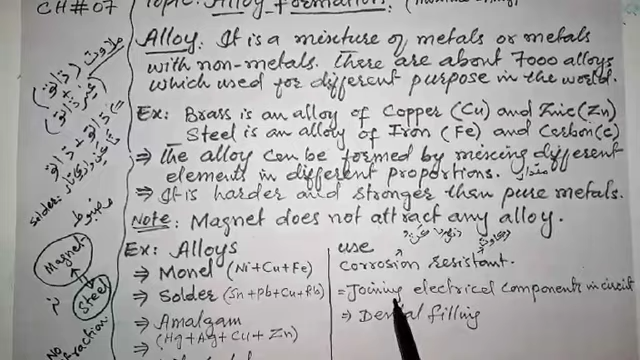 CH # 07
Topic: Alloy Formation.
Alloy: It is a mixture of metals or metals
with non-metals. There are about 7000 alloys
which used for different purpose in the world.
Ex: Brass is an alloy of Copper (Cu) and Zinc (Zn)
Steel is an alloy of Iron (Fe) and Carbon(c)
⇒ The alloy can be formed by mixing different
elements in different proportions. مقدار
⇒ It is harder and stronger than pure metals.
Note: Magnet does not attract any alloy.
Ex: Alloys
⇒ Monel (Ni+Cu+Fe)
⇒ Solder (Sn+Pb+Cu+Rb)
⇒ Amalgam
(Hg+Ag+Cu+Zn)
use
corrosion resistant.
⇒ Joining electrical components in circuit
⇒ Dental filling
ملاوٹ
Solder:
مضبوط
Magnet
Steel
No